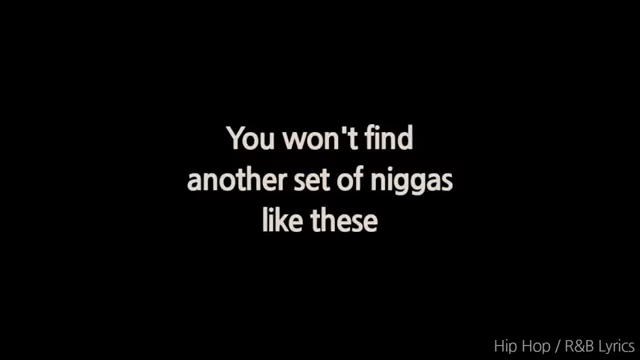 You won't find
another set of niggas
like these
Hip Hop / R&B Lyrics